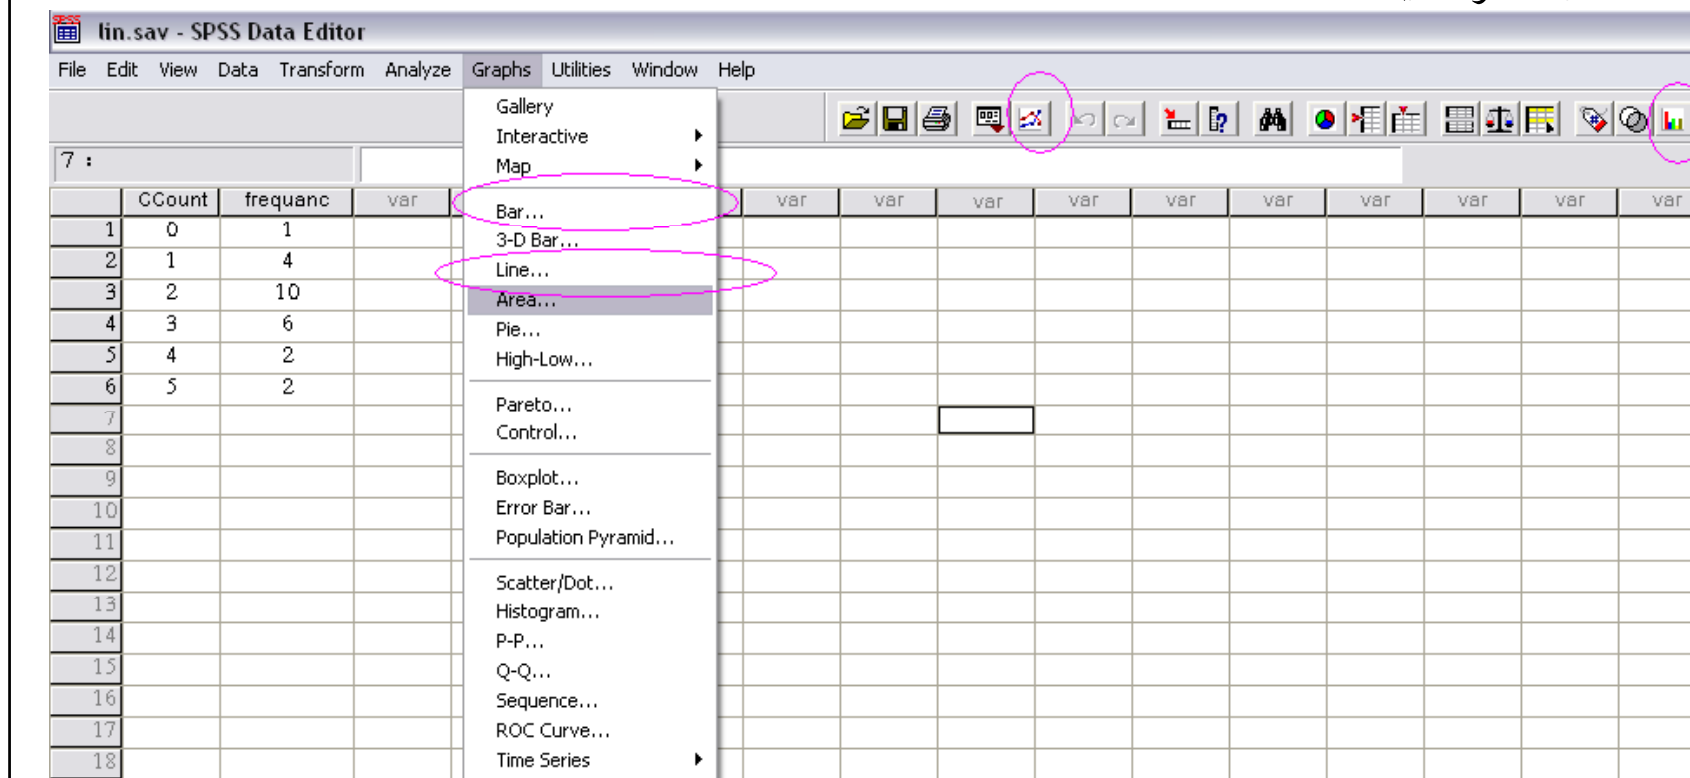 SPSS lin.sav - SPSS Data Editor
File Edit View Data Transform Analyze Graphs Utilities Window Help
7 :
CCount frequanc var var var var var var var var var var var
1 0 1
2 1 4
3 2 10
4 3 6
5 4 2
6 5 2
7
8
9
10
11
12
13
14
15
16
17
18
Gallery
Interactive
Map
Bar...
3-D Bar...
Line...
Area...
Pie...
High-Low...
Pareto...
Control...
Boxplot...
Error Bar...
Population Pyramid...
Scatter/Dot...
Histogram...
P-P...
Q-Q...
Sequence...
ROC Curve...
Time Series